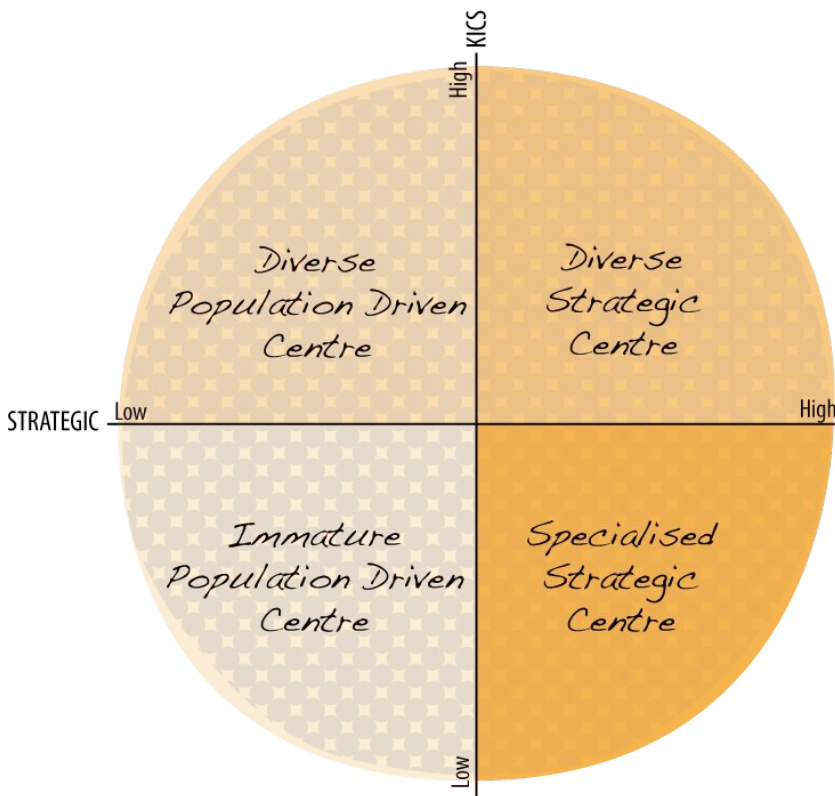 KICS
High
Diverse
Population Driven
Centre
Diverse
Strategic
Centre
STRATEGIC
Low
High
Immature
Population Driven
Centre
Specialised
Strategic
Centre
Low